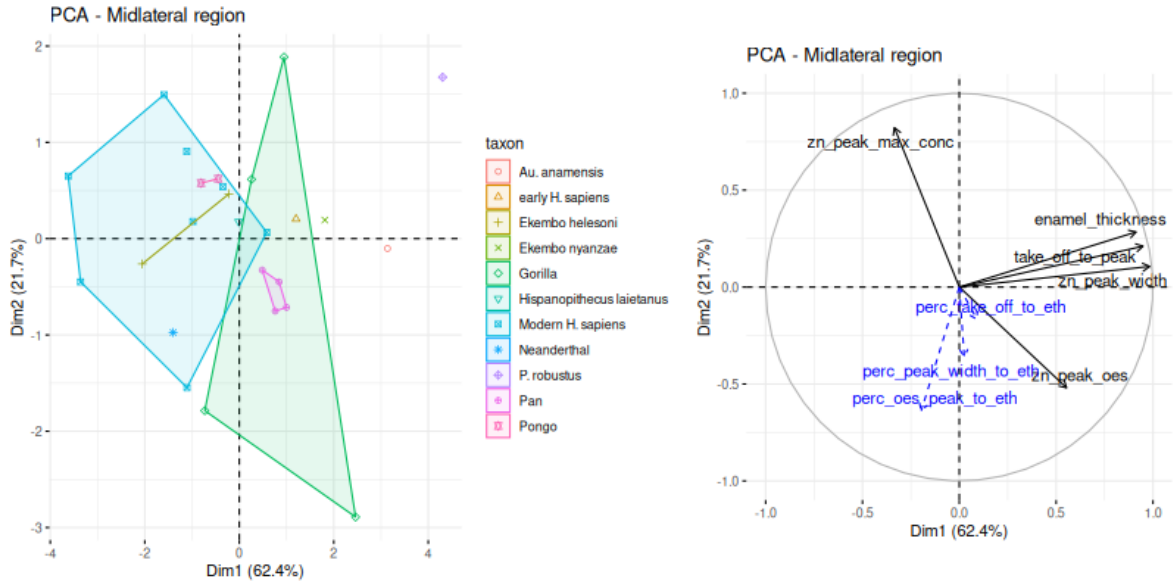 PCA - Midlateral region
2
1
0
-1
-2
-3
-4
-2
0
2
4
Dim2 (21.7%)
Dim1 (62.4%)
taxon
Au. anamensis
early H. sapiens
Ekembo helesoni
Ekembo nyanzae
Gorilla
Hispanopithecus laietanus
Modern H. sapiens
Neanderthal
P. robustus
Pan
Pongo
PCA - Midlateral region
1.0
0.5
0.0
-0.5
-1.0
zn_peak_max_conc
enamel_thickness
take_off_to_peak
zn_peak_width
perc_take_off_to_eth
perc_peak_width_to_eth
zn_peak_oes
perc_oes_peak_to_eth
-1.0
-0.5
0.0
0.5
1.0
Dim2 (21.7%)
Dim1 (62.4%)